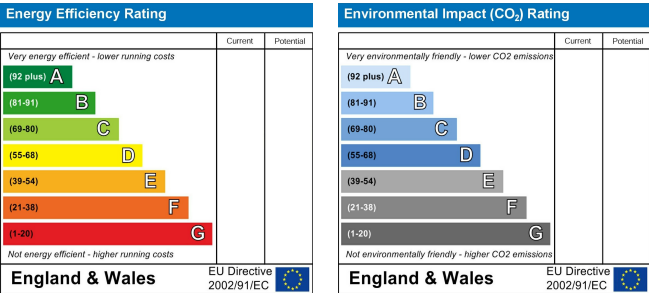 Energy Efficiency Rating
Current Potential
Very energy efficient - lower running costs
(92 plus) A
(81-91) B
(69-80) C
(55-68) D
(39-54) E
(21-38) F
(1-20) G
Not energy efficient - higher running costs
England & Wales
EU Directive
2002/91/EC
Environmental Impact (CO₂) Rating
Current Potential
Very environmentally friendly - lower CO2 emissions
(92 plus) A
(81-91) B
(69-80) C
(55-68) D
(39-54) E
(21-38) F
(1-20) G
Not environmentally friendly - higher CO2 emissions
England & Wales
EU Directive
2002/91/EC